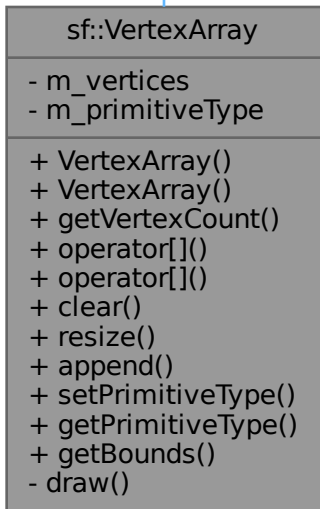 sf::VertexArray
- m_vertices
- m_primitiveType
+ VertexArray()
+ VertexArray()
+ getVertexCount()
+ operator[]()
+ operator[]()
+ clear()
+ resize()
+ append()
+ setPrimitiveType()
+ getPrimitiveType()
+ getBounds()
- draw()